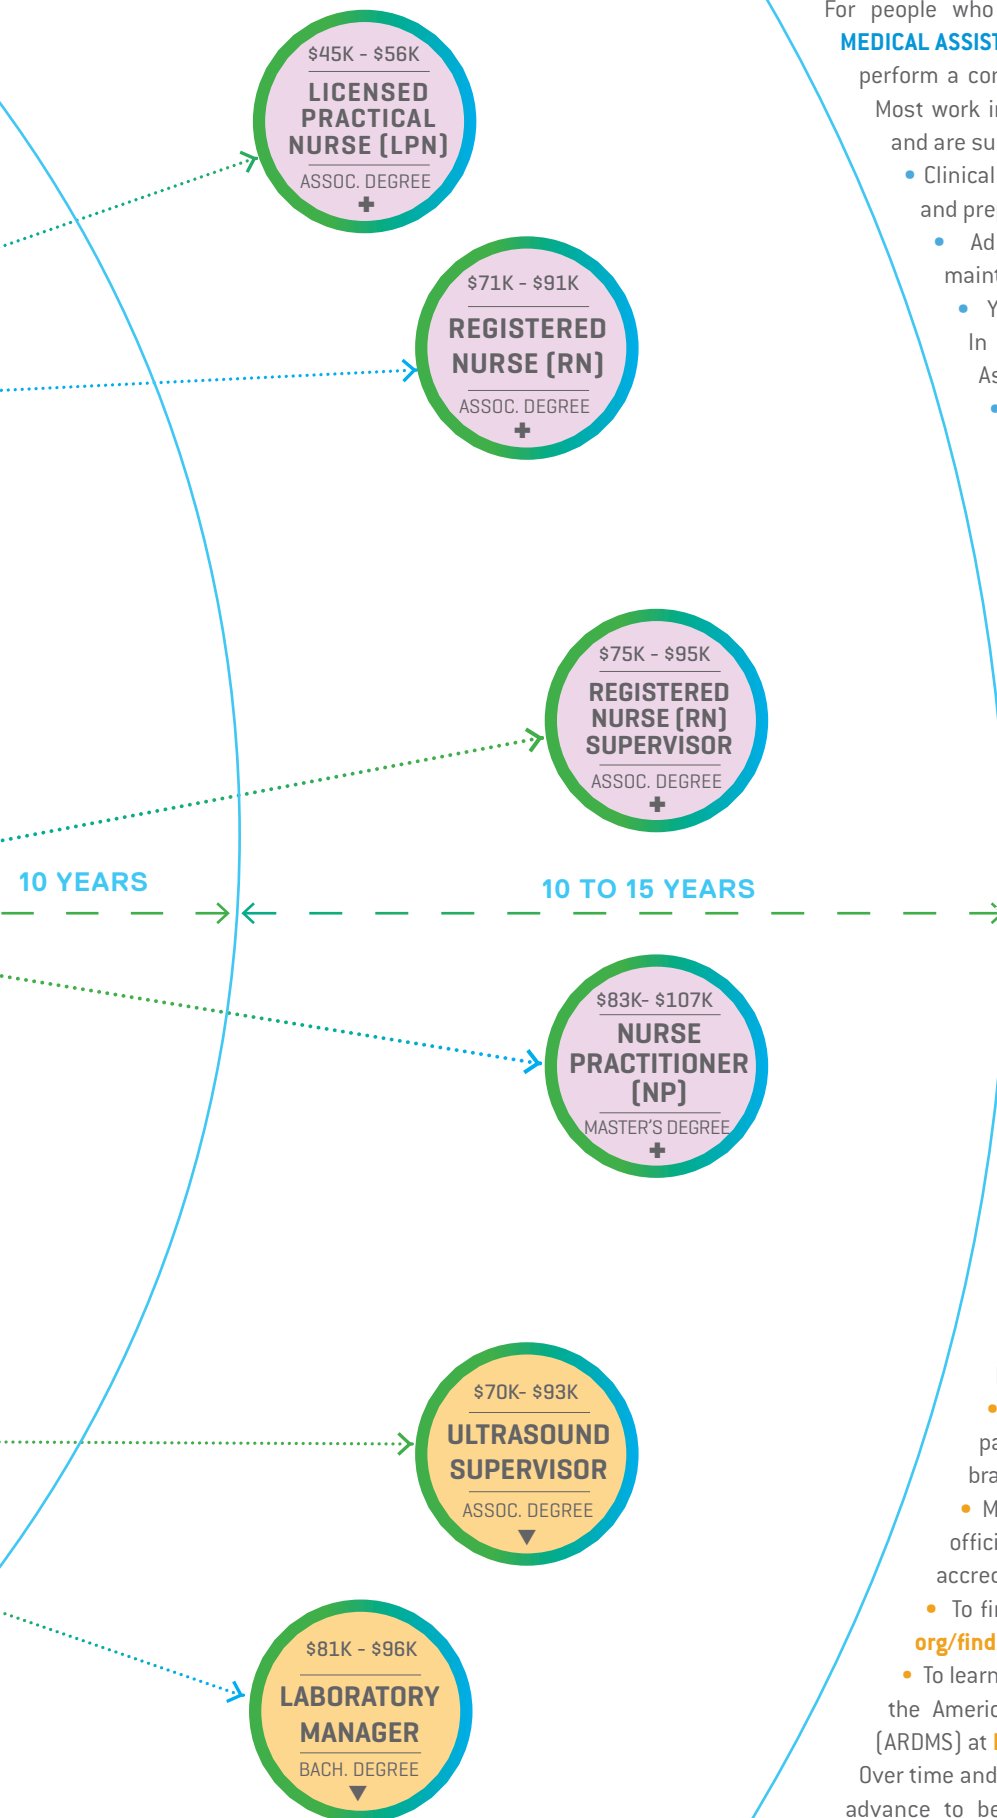 $45K - $56K
LICENSED
PRACTICAL
NURSE (LPN)
ASSOC. DEGREE
$71K - $91K
REGISTERED
NURSE (RN)
ASSOC. DEGREE
$75K - $95K
REGISTERED
NURSE (RN)
SUPERVISOR
ASSOC. DEGREE
10 YEARS
10 TO 15 YEARS
$83K- $107K
NURSE
PRACTITIONER
(NP)
MASTER'S DEGREE
$70K- $93K
ULTRASOUND
SUPERVISOR
ASSOC. DEGREE
$81K - $96K
LABORATORY
MANAGER
BACH. DEGREE
For people who
MEDICAL ASSIST
perform a cor
Most work i
and are su
• Clinical
and pre
• Ad
maint
• Y
In
As
•
•
pa
bra
• M
offici
accred
• To fir
org/find
• To learn
the Americ
(ARDMS) at
Over time and
advance to be